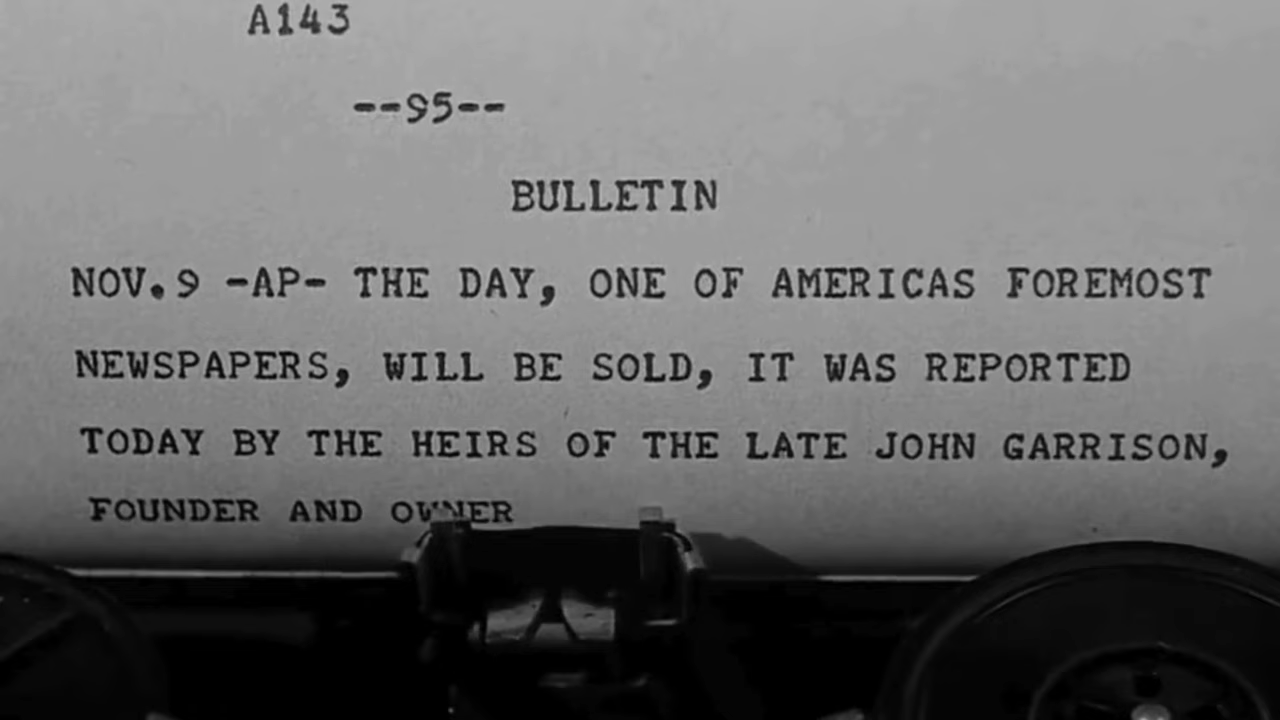 A143
--95--
BULLETIN
NOV.9 -AP- THE DAY, ONE OF AMERICAS FOREMOST
NEWSPAPERS, WILL BE SOLD, IT WAS REPORTED
TODAY BY THE HEIRS OF THE LATE JOHN GARRISON,
FOUNDER AND OWNER